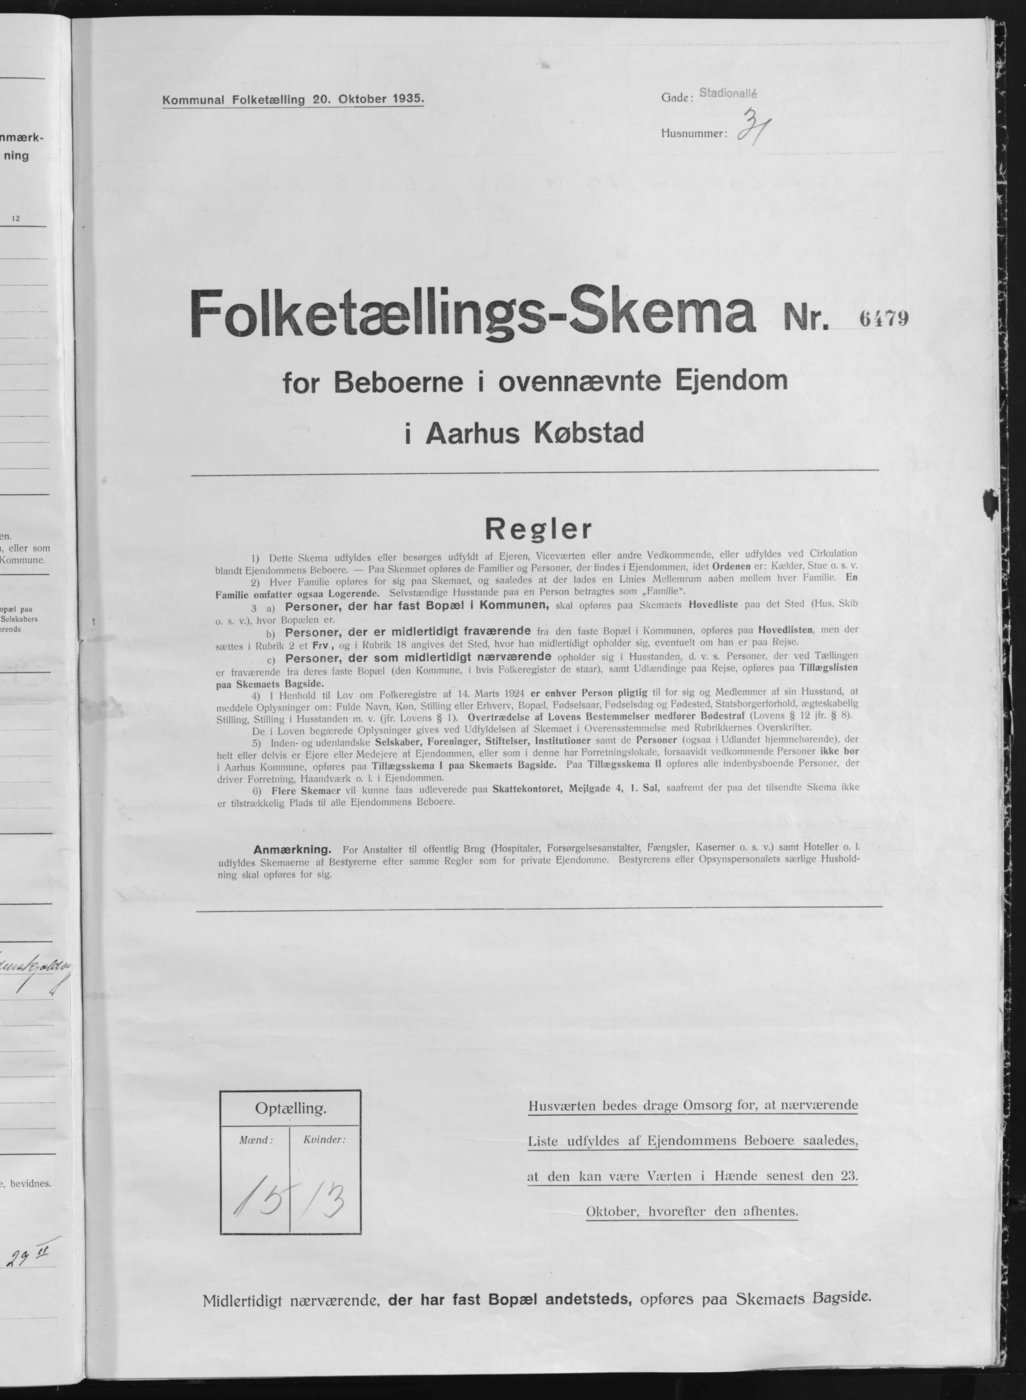 nmærk-
ning
12
en.
, eller som
Kommune.
opæl paa
Selskabers
erende
e, bevidnes.
29 II
Kommunal Folketælling 20. Oktober 1935.
Gade: Stadionallé
Husnummer: 31
Folketællings-Skema Nr. 6479
for Beboerne i ovennævnte Ejendom
i Aarhus Købstad
Regler
1) Dette Skema udfyldes eller besørges udfyldt af Ejeren, Viceværten eller andre Vedkommende, eller udfyldes ved Cirkulation
blandt Ejendommens Beboere. — Paa Skemaet opføres de Familier og Personer, der findes i Ejendommen, idet Ordenen er: Kælder, Stue o. s. v.
2) Hver Familie opføres for sig paa Skemaet, og saaledes at der lades en Linies Mellemrum aaben mellem hver Familie. En
Familie omfatter ogsaa Logerende. Selvstændige Husstande paa en Person betragtes som „Familie“.
3 a) Personer, der har fast Bopæl i Kommunen, skal opføres paa Skemaets Hovedliste paa det Sted (Hus, Skib
o. s. v.), hvor Bopælen er.
b) Personer, der er midlertidigt fraværende fra den faste Bopæl i Kommunen, opføres paa Hovedlisten, men der
sættes i Rubrik 2 et Frv., og i Rubrik 18 angives det Sted, hvor han midlertidigt opholder sig, eventuelt om han er paa Rejse.
c) Personer, der som midlertidigt nærværende opholder sig i Husstanden, d. v. s. Personer, der ved Tællingen
er fraværende fra deres faste Bopæl (den Kommune, i hvis Folkeregister de staar), samt Udlændinge paa Rejse, opføres paa Tillægslisten
paa Skemaets Bagside.
4) I Henhold til Lov om Folkeregistre af 14. Marts 1924 er enhver Person pligtig til for sig og Medlemmer af sin Husstand, at
meddele Oplysninger om: Fulde Navn, Køn, Stilling eller Erhverv, Bopæl, Fødselsaar, Fødselsdag og Fødested, Statsborgerforhold, ægteskabelig
Stilling, Stilling i Husstanden m. v. (jfr. Lovens § 1). Overtrædelse af Lovens Bestemmelser medfører Bødestraf (Lovens § 12 jfr. § 8).
De i Loven begærede Oplysninger gives ved Udfyldelsen af Skemaet i Overensstemmelse med Rubrikkernes Overskrifter.
5) Inden- og udenlandske Selskaber, Foreninger, Stiftelser, Institutioner samt de Personer (ogsaa i Udlandet hjemmehørende), der
helt eller delvis er Ejere eller Medejere af Ejendommen, eller som i denne har Forretningslokale, forsaavidt vedkommende Personer ikke bor
i Aarhus Kommune, opføres paa Tillægsskema I paa Skemaets Bagside. Paa Tillægsskema II opføres alle indenbysboende Personer, der
driver Forretning, Haandværk o. l. i Ejendommen.
6) Flere Skemaer vil kunne faas udleverede paa Skattekontoret, Mejlgade 4, 1. Sal, saafremt der paa det tilsendte Skema ikke
er tilstrækkelig Plads til alle Ejendommens Beboere.
Anmærkning. For Anstalter til offentlig Brug (Hospitaler, Forsørgelsesanstalter, Fængsler, Kaserner o. s. v.) samt Hoteller o. l.
udfyldes Skemaerne af Bestyrerne efter samme Regler som for private Ejendomme. Bestyrerens eller Opsynspersonalets særlige Hushold-
ning skal opføres for sig.
Optælling.
Mænd: Kvinder:
15 13
Husværten bedes drage Omsorg for, at nærværende
Liste udfyldes af Ejendommens Beboere saaledes,
at den kan være Værten i Hænde senest den 23.
Oktober, hvorefter den afhentes.
Midlertidigt nærværende, der har fast Bopæl andetsteds, opføres paa Skemaets Bagside.